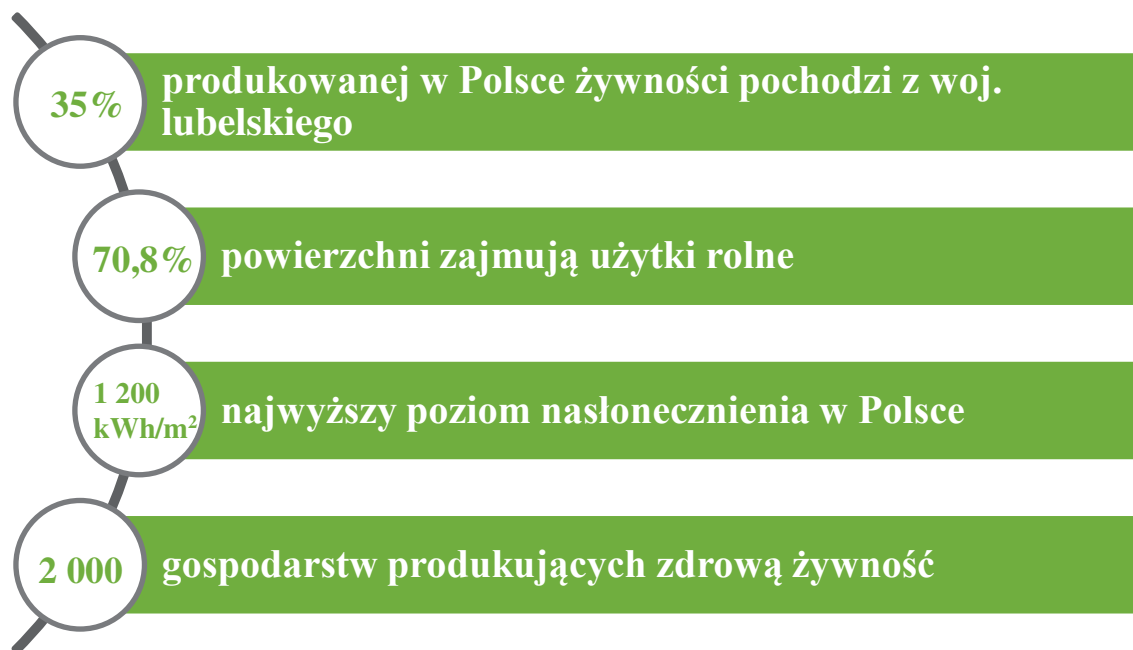 35%
produkowanej w Polsce żywności pochodzi z woj.
lubelskiego
70,8%
powierzchni zajmują użytki rolne
1 200
kWh/m²
najwyższy poziom nasłonecznienia w Polsce
2 000
gospodarstw produkujących zdrową żywność